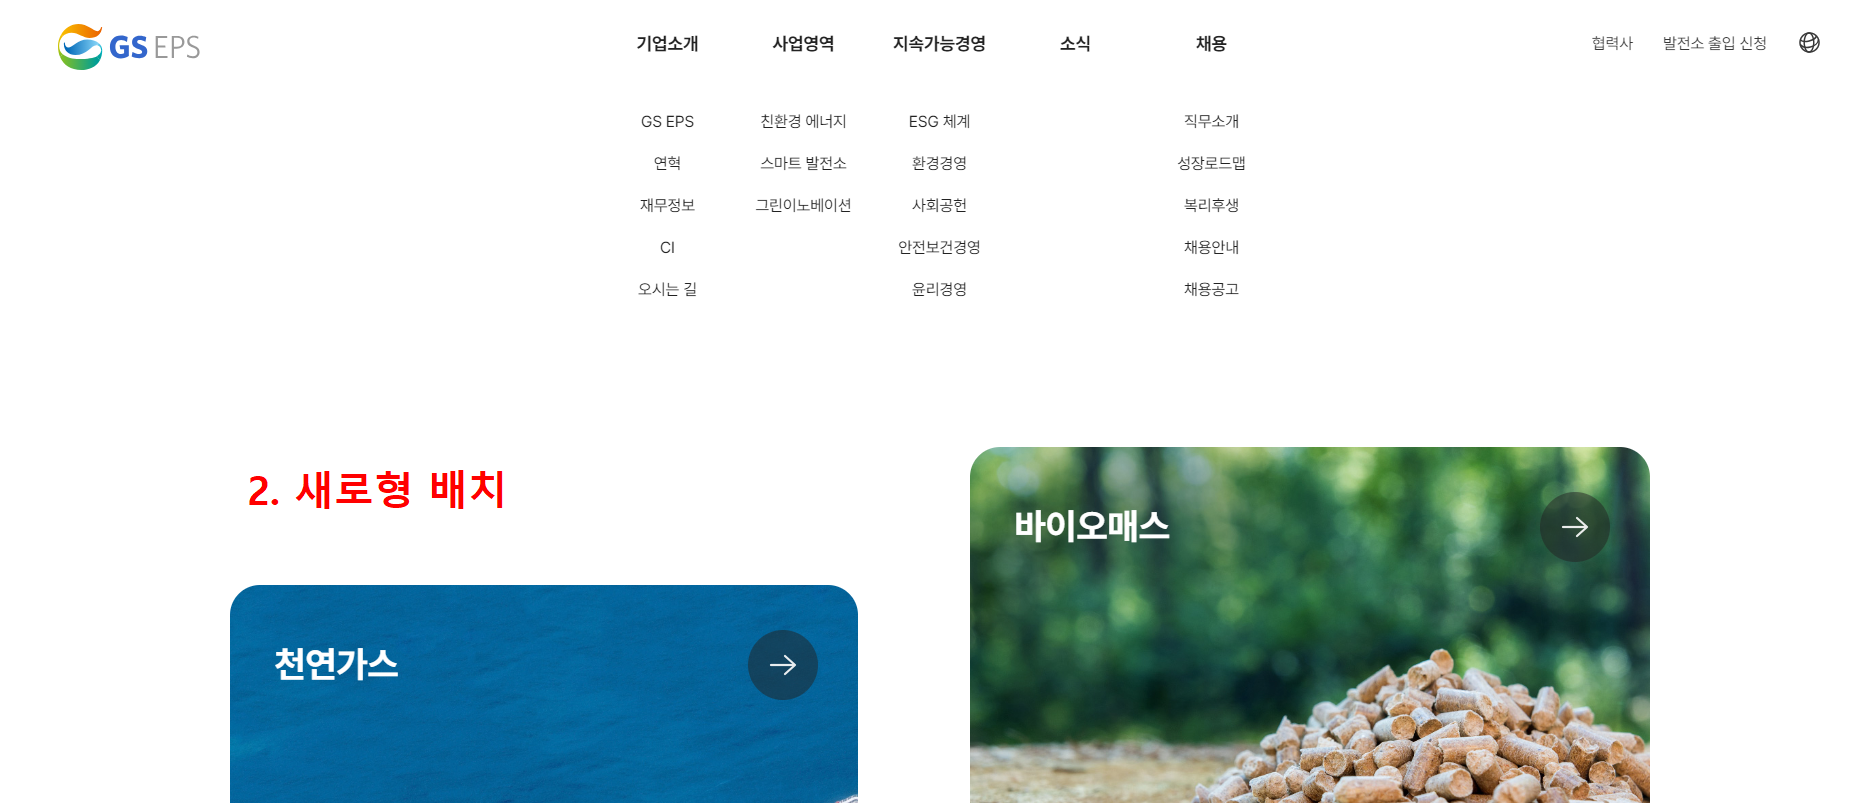 GS EPS
기업소개 사업영역 지속가능경영 소식 채용 협력사 발전소 출입 신청
GS EPS 친환경 에너지 ESG 체계 직무소개
연혁 스마트 발전소 환경경영 성장로드맵
재무정보 그린이노베이션 사회공헌 복리후생
CI 안전보건경영 채용안내
오시는 길 윤리경영 채용공고
2. 새로형 배치
바이오매스
천연가스